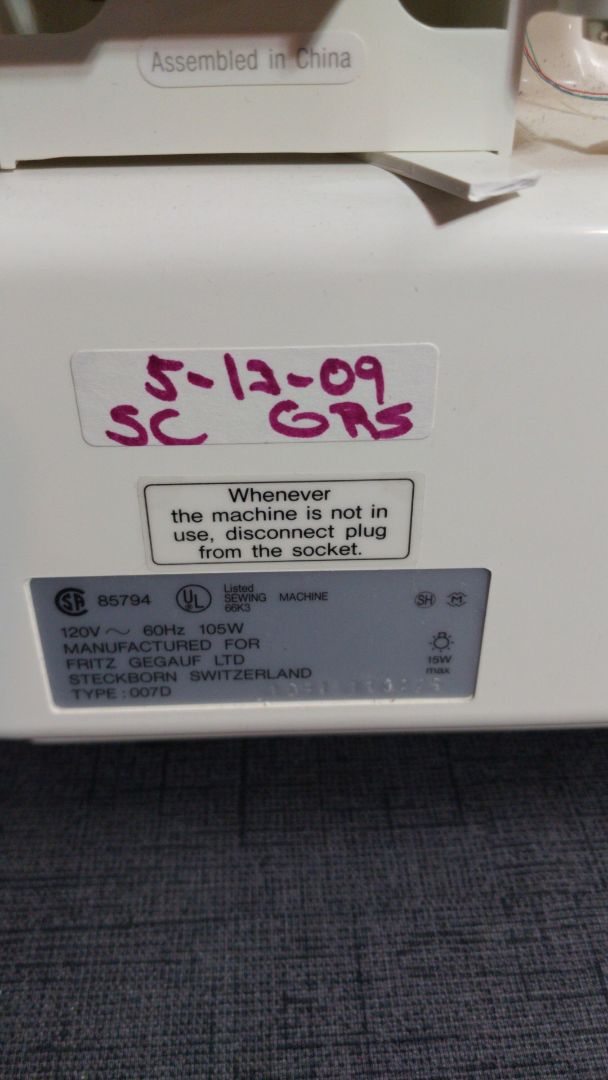 Assembled in China
5-12-09
SC GRS
Whenever
the machine is not in
use, disconnect plug
from the socket.
SP 85794 UL Listed
SEWING MACHINE
66K3
SH M
120V ~ 60Hz 105W
MANUFACTURED FOR
FRITZ GEGAUF LTD
STECKBORN SWITZERLAND
TYPE : 007D
15W
max